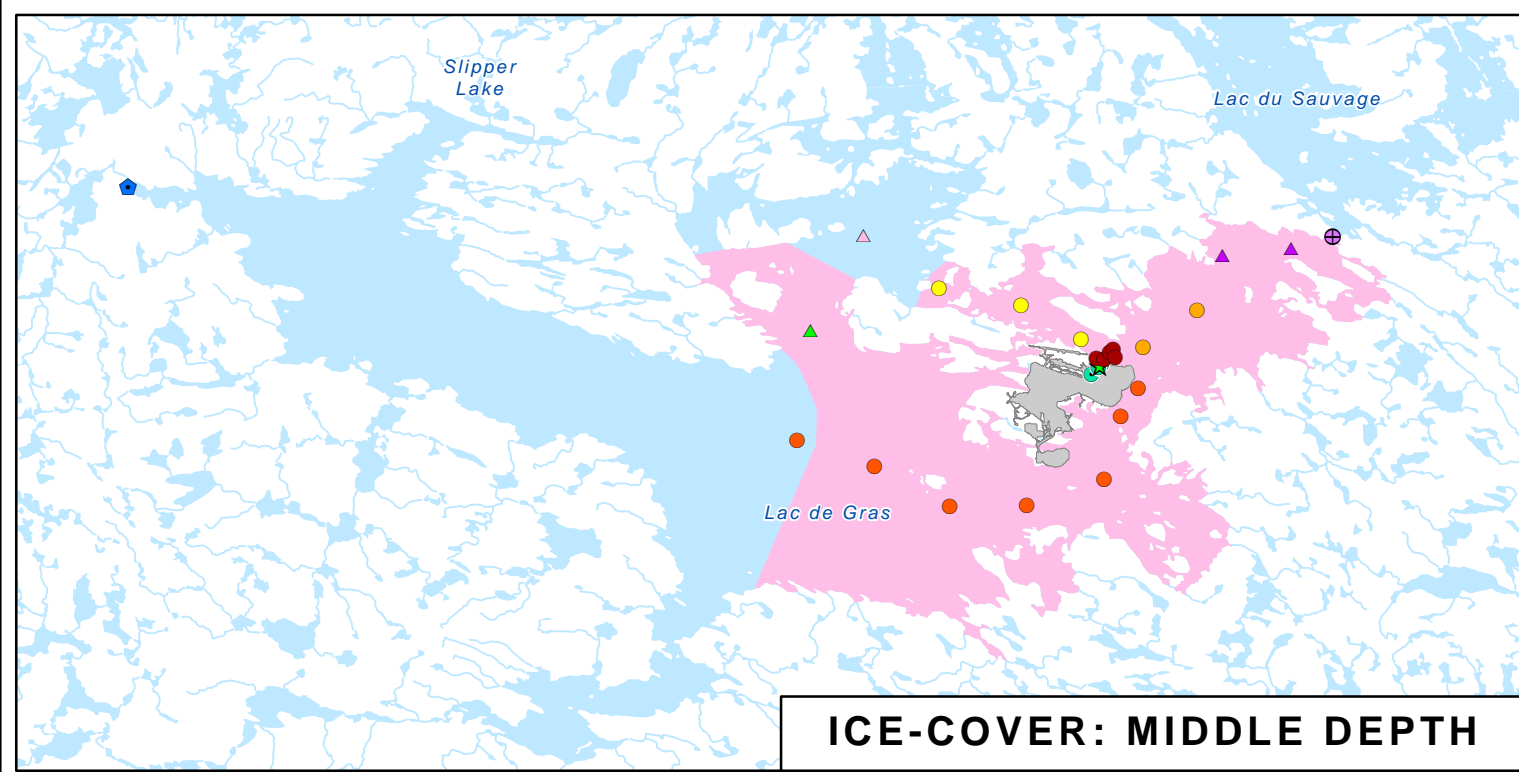 Slipper
Lake
Lac du Sauvage
Lac de Gras
ICE-COVER: MIDDLE DEPTH